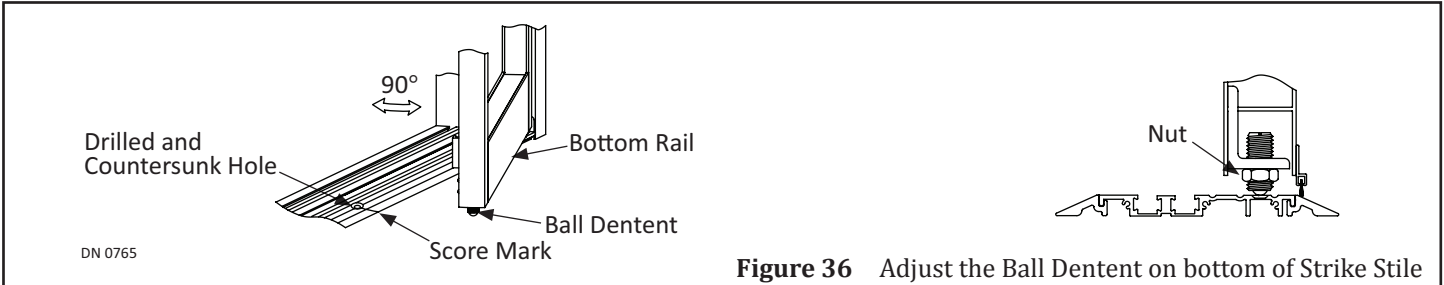 90°
Drilled and
Countersunk Hole
Bottom Rail
Ball Dentent
Score Mark
DN 0765
Nut
Figure 36 Adjust the Ball Dentent on bottom of Strike Stile